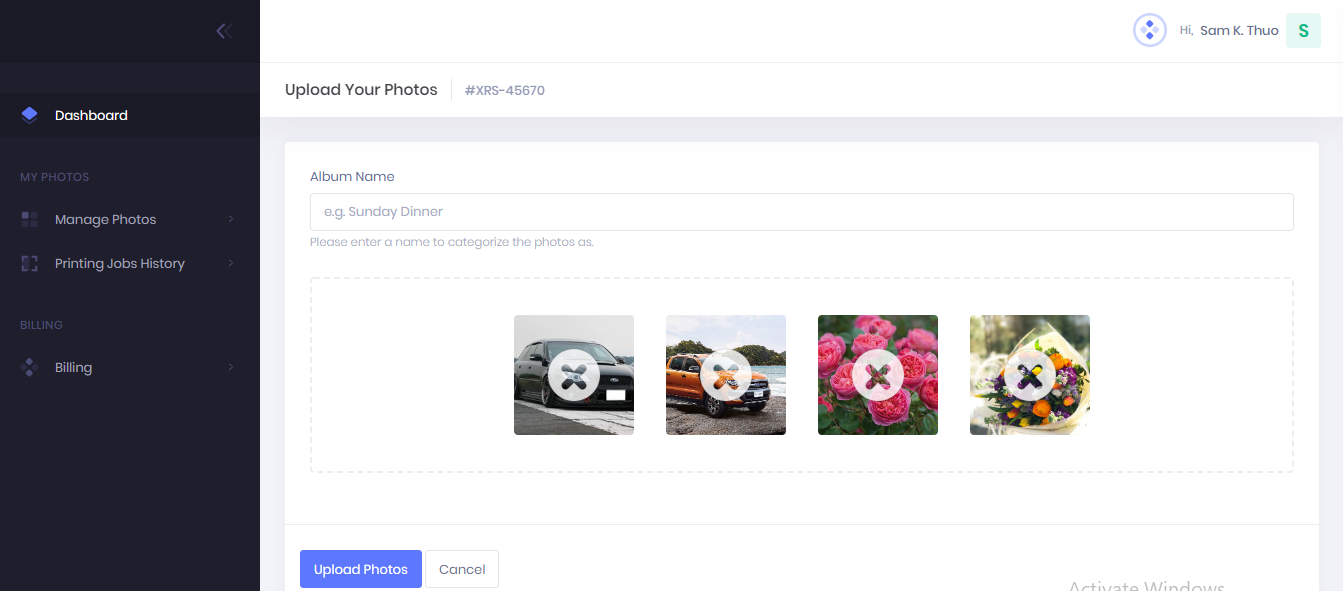 Hi, Sam K. Thuo S
Upload Your Photos #XRS-45670
Dashboard
MY PHOTOS
Manage Photos
Printing Jobs History
BILLING
Billing
Album Name
e.g. Sunday Dinner
Please enter a name to categorize the photos as.
Upload Photos Cancel
Activate Windows